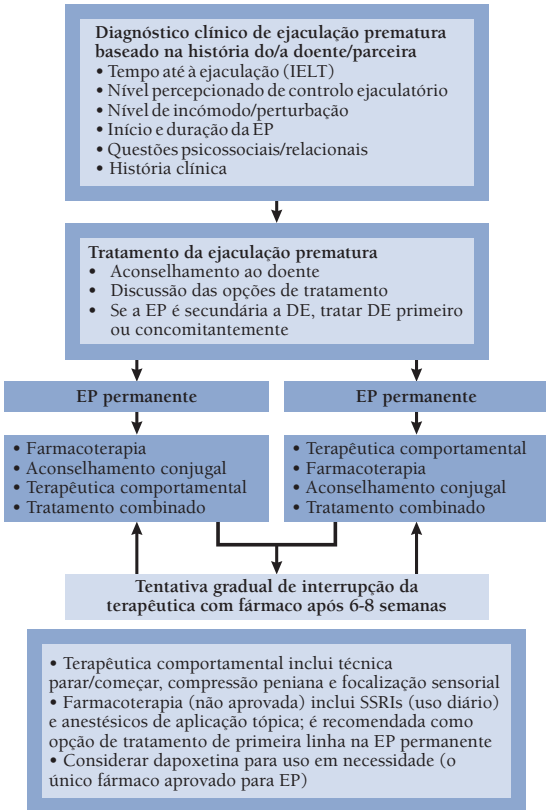 Diagnóstico clínico de ejaculação prematura
baseado na história do/a doente/parceira
• Tempo até à ejaculação (IELT)
• Nível percepcionado de controlo ejaculatório
• Nível de incómodo/perturbação
• Início e duração da EP
• Questões psicossociais/relacionais
• História clínica
Tratamento da ejaculação prematura
• Aconselhamento ao doente
• Discussão das opções de tratamento
• Se a EP é secundária a DE, tratar DE primeiro
ou concomitantemente
EP permanente
EP permanente
• Farmacoterapia
• Aconselhamento conjugal
• Terapêutica comportamental
• Tratamento combinado
• Terapêutica comportamental
• Farmacoterapia
• Aconselhamento conjugal
• Tratamento combinado
Tentativa gradual de interrupção da
terapêutica com fármaco após 6-8 semanas
• Terapêutica comportamental inclui técnica
parar/começar, compressão peniana e focalização sensorial
• Farmacoterapia (não aprovada) inclui SSRIs (uso diário)
e anestésicos de aplicação tópica; é recomendada como
opção de tratamento de primeira linha na EP permanente
• Considerar dapoxetina para uso em necessidade (o
único fármaco aprovado para EP)